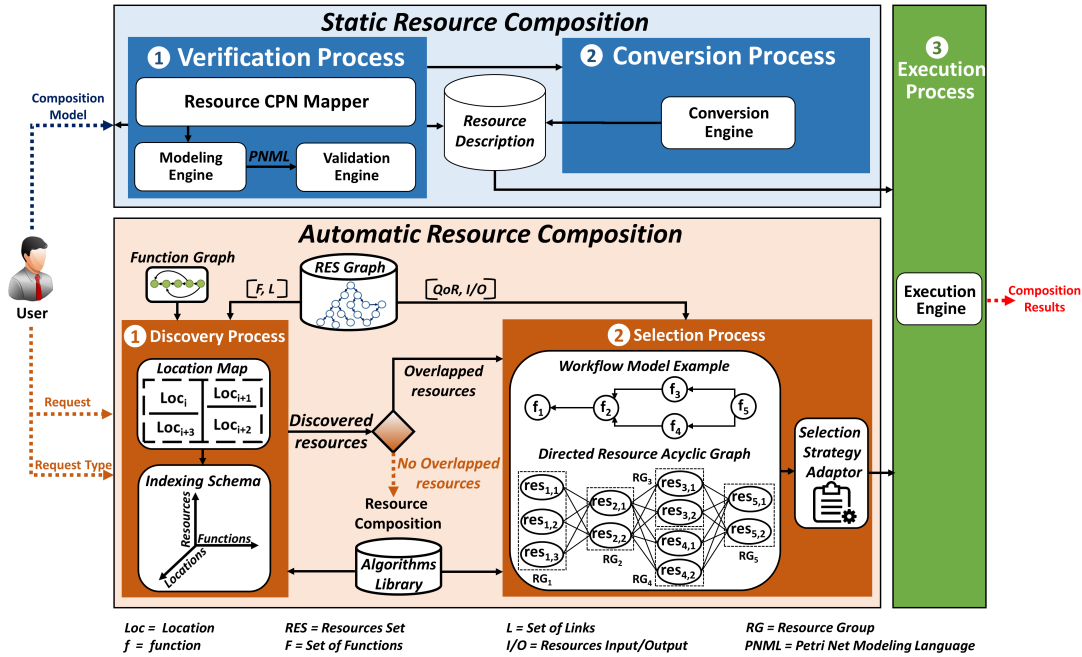 Static Resource Composition
1 Verification Process
2 Conversion Process
3
Execution
Process
Composition
Model
Resource CPN Mapper
Modeling
Engine
PNML
Validation
Engine
Resource
Description
Conversion
Engine
User
Automatic Resource Composition
Function Graph
RES Graph
[F, L]
[QoR, I/O]
Execution
Engine
Composition
Results
1 Discovery Process
2 Selection Process
Location Map
Loci
Loci+1
Loci+3
Loci+2
Request
Request Type
Discovered
resources
Overlapped
resources
No Overlapped
resources
Resource
Composition
Algorithms
Library
Indexing Schema
Resources
Functions
Locations
Workflow Model Example
f1
f2
f3
f4
f5
Directed Resource Acyclic Graph
res1,1
res1,2
res1,3
RG1
res2,1
res2,2
RG2
RG3
res3,1
res3,2
res4,1
res4,2
RG4
res5,1
res5,2
RG5
Selection
Strategy
Adaptor
Loc = Location
RES = Resources Set
L = Set of Links
RG = Resource Group
f = function
F = Set of Functions
I/O = Resources Input/Output
PNML = Petri Net Modeling Language